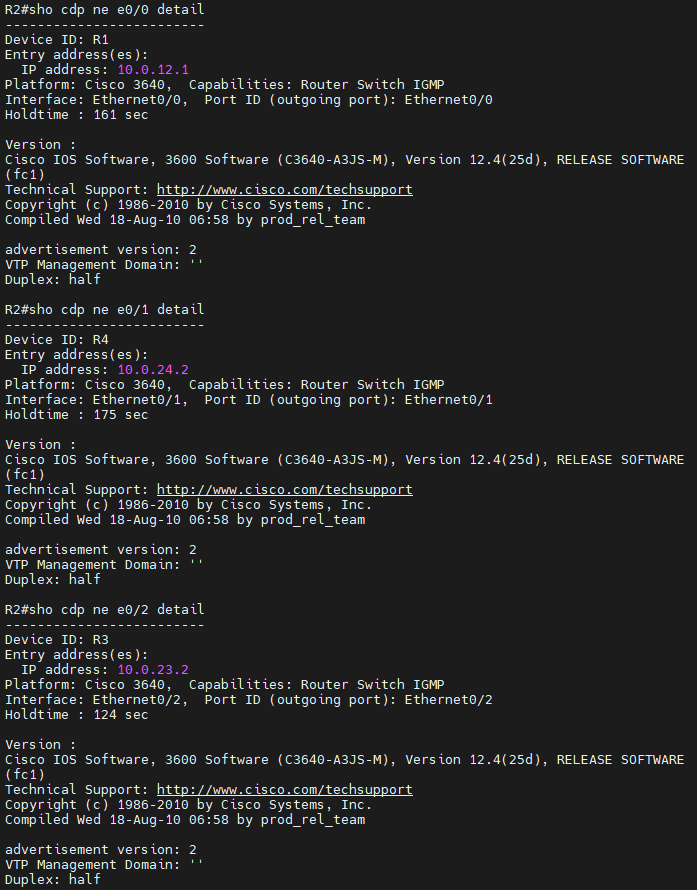 R2#sho cdp ne e0/0 detail
-------------------------
Device ID: R1
Entry address(es):
  IP address: 10.0.12.1
Platform: Cisco 3640,  Capabilities: Router Switch IGMP
Interface: Ethernet0/0,  Port ID (outgoing port): Ethernet0/0
Holdtime : 161 sec

Version :
Cisco IOS Software, 3600 Software (C3640-A3JS-M), Version 12.4(25d), RELEASE SOFTWARE
(fc1)
Technical Support: http://www.cisco.com/techsupport
Copyright (c) 1986-2010 by Cisco Systems, Inc.
Compiled Wed 18-Aug-10 06:58 by prod_rel_team

advertisement version: 2
VTP Management Domain: ''
Duplex: half

R2#sho cdp ne e0/1 detail
-------------------------
Device ID: R4
Entry address(es):
  IP address: 10.0.24.2
Platform: Cisco 3640,  Capabilities: Router Switch IGMP
Interface: Ethernet0/1,  Port ID (outgoing port): Ethernet0/1
Holdtime : 175 sec

Version :
Cisco IOS Software, 3600 Software (C3640-A3JS-M), Version 12.4(25d), RELEASE SOFTWARE
(fc1)
Technical Support: http://www.cisco.com/techsupport
Copyright (c) 1986-2010 by Cisco Systems, Inc.
Compiled Wed 18-Aug-10 06:58 by prod_rel_team

advertisement version: 2
VTP Management Domain: ''
Duplex: half

R2#sho cdp ne e0/2 detail
-------------------------
Device ID: R3
Entry address(es):
  IP address: 10.0.23.2
Platform: Cisco 3640,  Capabilities: Router Switch IGMP
Interface: Ethernet0/2,  Port ID (outgoing port): Ethernet0/2
Holdtime : 124 sec

Version :
Cisco IOS Software, 3600 Software (C3640-A3JS-M), Version 12.4(25d), RELEASE SOFTWARE
(fc1)
Technical Support: http://www.cisco.com/techsupport
Copyright (c) 1986-2010 by Cisco Systems, Inc.
Compiled Wed 18-Aug-10 06:58 by prod_rel_team

advertisement version: 2
VTP Management Domain: ''
Duplex: half